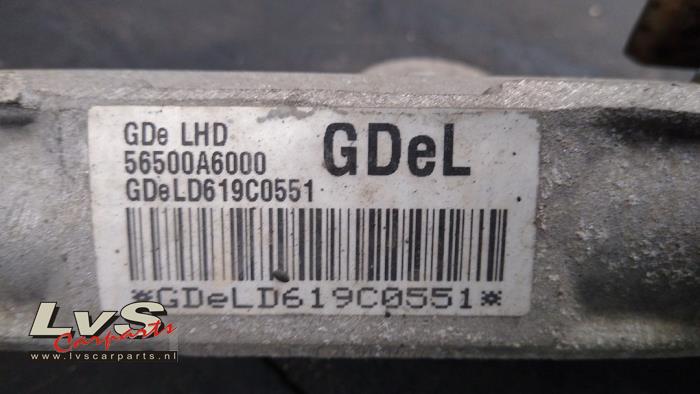 GDe LHD
GDeL
56500A6000
GDeLD619C0551
*GDeLD619C0551*
LvS
Carparts
www.lvscarparts.nl